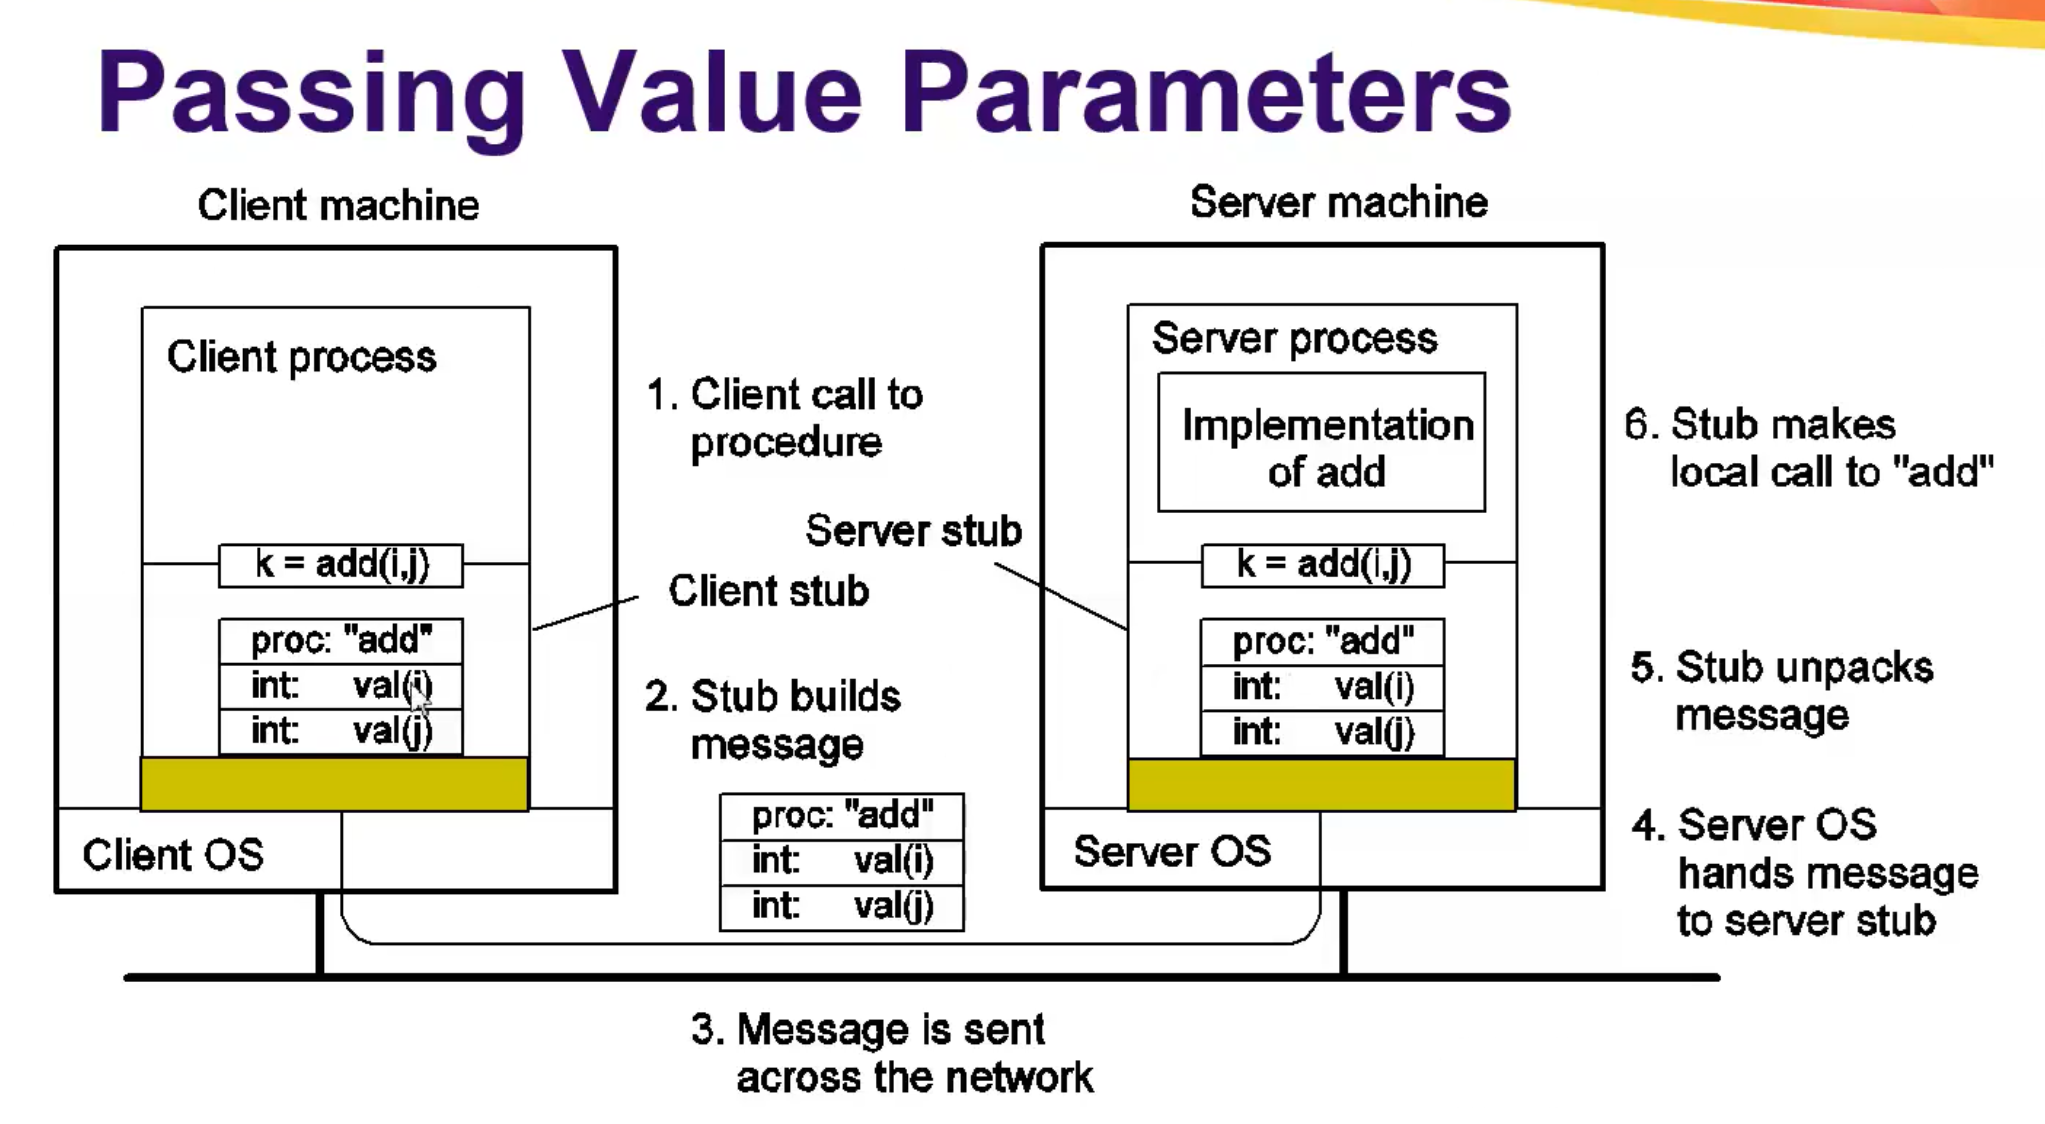 Passing Value Parameters
Client machine
Client process
k = add(i,j)
proc: "add"
int: val(i)
int: val(j)
Client OS
1. Client call to
procedure
Server stub
Client stub
2. Stub builds
message
proc: "add"
int: val(i)
int: val(j)
3. Message is sent
across the network
Server machine
Server process
Implementation
of add
k = add(i,j)
proc: "add"
int: val(i)
int: val(j)
Server OS
6. Stub makes
local call to "add"
5. Stub unpacks
message
4. Server OS
hands message
to server stub